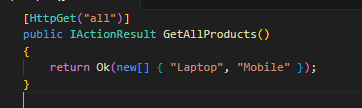 [HttpGet("all")]
public IActionResult GetAllProducts()
{
    return Ok(new[] { "Laptop", "Mobile" });
}